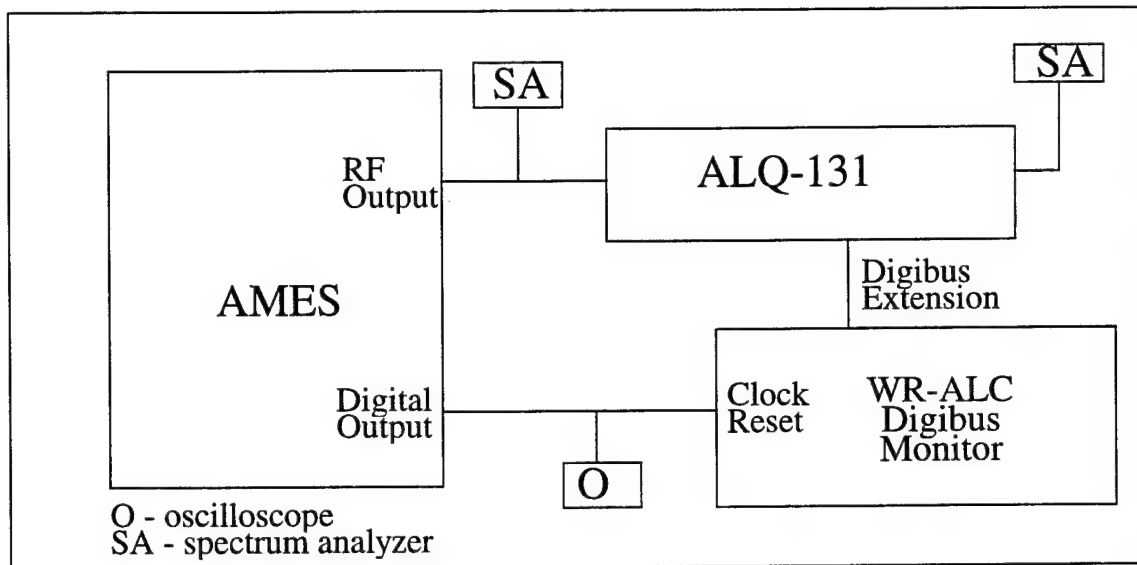 SA
SA
RF
Output
ALQ-131
AMES
Digibus
Extension
Digital
Output
Clock
Reset
WR-ALC
Digibus
Monitor
O
O - oscilloscope
SA - spectrum analyzer